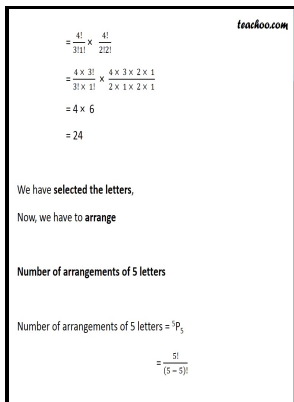 teachoo.com
= 4!/3!1! × 4!/2!2!
= 4 × 3!/3! × 1! × 4 × 3 × 2 × 1/2 × 1 × 2 × 1
= 4 × 6
= 24
We have selected the letters,
Now, we have to arrange
Number of arrangements of 5 letters
Number of arrangements of 5 letters = ⁵P₅
= 5!/(5 − 5)!